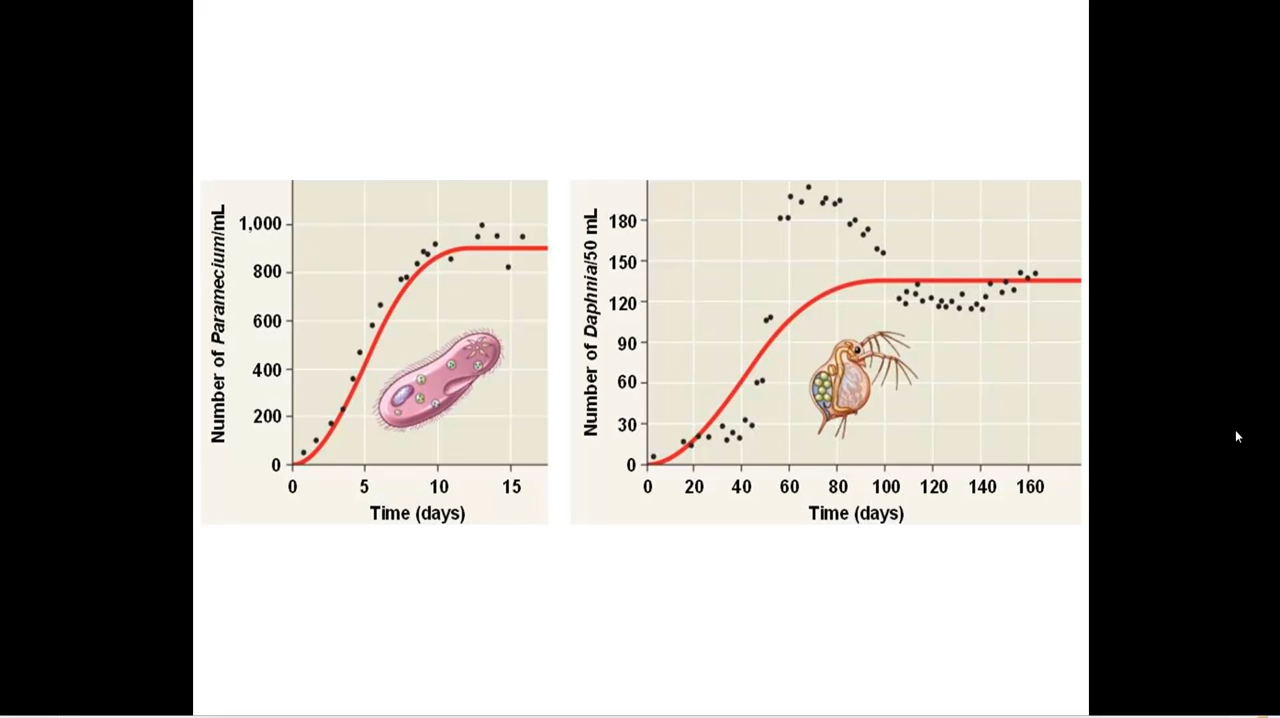 Number of Paramecium/mL
1,000
800
600
400
200
0
0 5 10 15
Time (days)
Number of Daphnia/50 mL
180
150
120
90
60
30
0
0 20 40 60 80 100 120 140 160
Time (days)